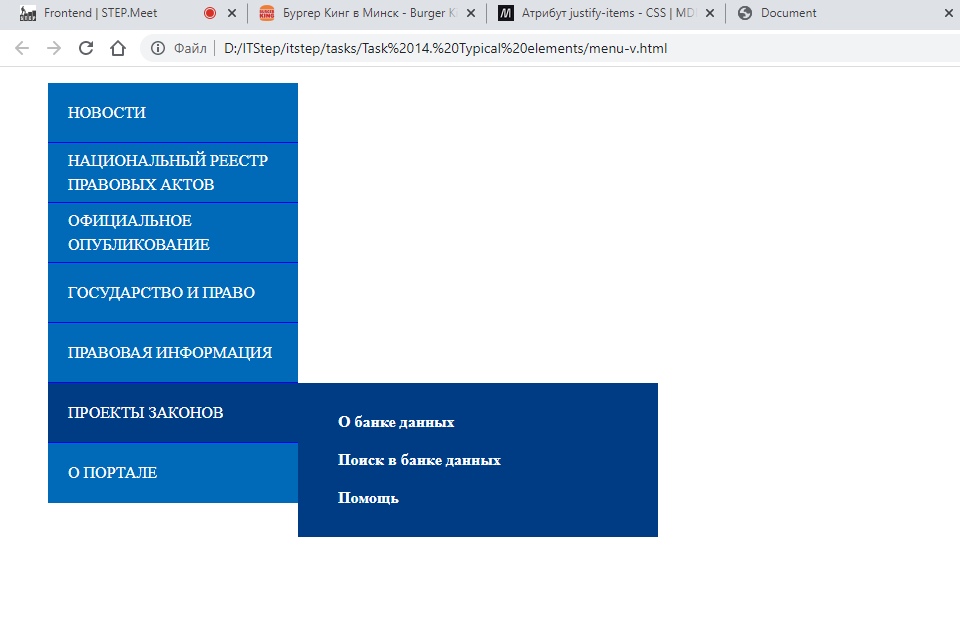 Frontend | STEP.Meet
Бургер Кинг в Минск - Burger K
Атрибут justify-items - CSS | MD
Document
Файл
D:/ITStep/itstep/tasks/Task%2014.%20Typical%20elements/menu-v.html
НОВОСТИ
НАЦИОНАЛЬНЫЙ РЕЕСТР
ПРАВОВЫХ АКТОВ
ОФИЦИАЛЬНОЕ
ОПУБЛИКОВАНИЕ
ГОСУДАРСТВО И ПРАВО
ПРАВОВАЯ ИНФОРМАЦИЯ
ПРОЕКТЫ ЗАКОНОВ
О банке данных
Поиск в банке данных
Помощь
О ПОРТАЛЕ